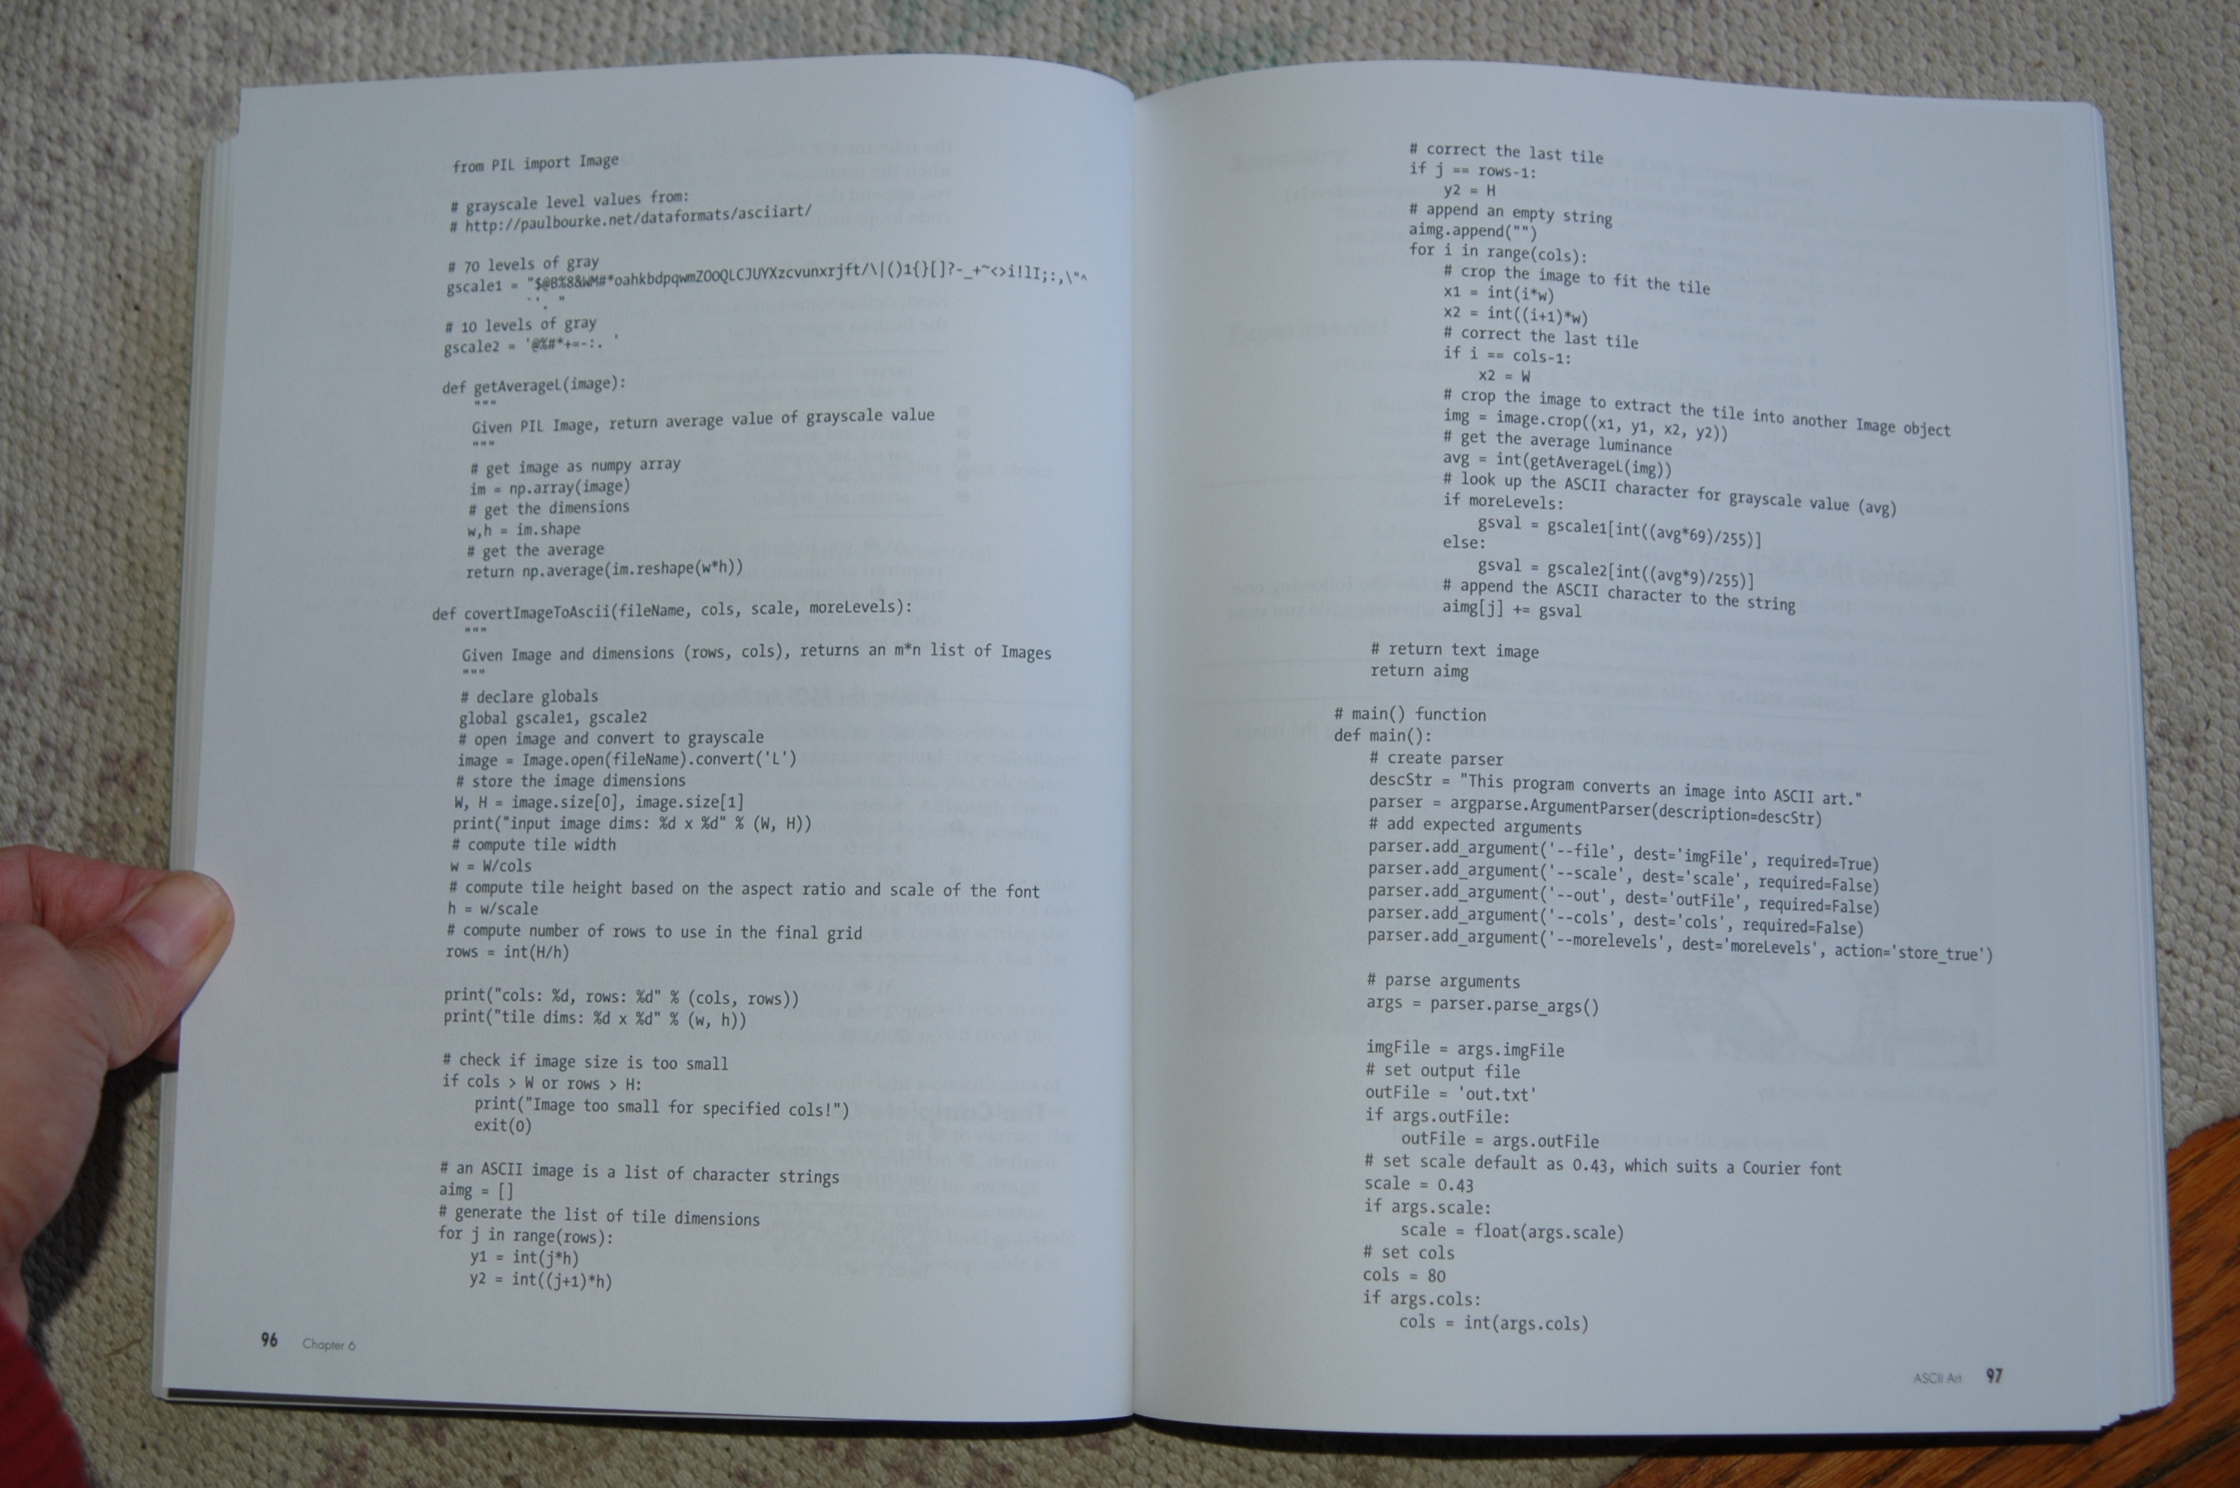 from PIL import Image
# grayscale level values from:
# http://paulbourke.net/dataformats/asciiart/
# 70 levels of gray
gscale1 = "$@B%8&WM#*oahkbdpqwmZO0QLCJUYXzcvunxrjft/\|()1{}[]?-_+~<>i!lI;:,\"^
`'. "
# 10 levels of gray
gscale2 = '@%#*+=-:. '
def getAverageL(image):
"""
Given PIL Image, return average value of grayscale value
"""
# get image as numpy array
im = np.array(image)
# get the dimensions
w,h = im.shape
# get the average
return np.average(im.reshape(w*h))
def covertImageToAscii(fileName, cols, scale, moreLevels):
"""
Given Image and dimensions (rows, cols), returns an m*n list of Images
"""
# declare globals
global gscale1, gscale2
# open image and convert to grayscale
image = Image.open(fileName).convert('L')
# store the image dimensions
W, H = image.size[0], image.size[1]
print("input image dims: %d x %d" % (W, H))
# compute tile width
w = W/cols
# compute tile height based on the aspect ratio and scale of the font
h = w/scale
# compute number of rows to use in the final grid
rows = int(H/h)
print("cols: %d, rows: %d" % (cols, rows))
print("tile dims: %d x %d" % (w, h))
# check if image size is too small
if cols > W or rows > H:
print("Image too small for specified cols!")
exit(0)
# an ASCII image is a list of character strings
aimg = []
# generate the list of tile dimensions
for j in range(rows):
y1 = int(j*h)
y2 = int((j+1)*h)
96 Chapter 6
# correct the last tile
if j == rows-1:
y2 = H
# append an empty string
aimg.append("")
for i in range(cols):
# crop the image to fit the tile
x1 = int(i*w)
x2 = int((i+1)*w)
# correct the last tile
if i == cols-1:
x2 = W
# crop the image to extract the tile into another Image object
img = image.crop((x1, y1, x2, y2))
# get the average luminance
avg = int(getAverageL(img))
# look up the ASCII character for grayscale value (avg)
if moreLevels:
gsval = gscale1[int((avg*69)/255)]
else:
gsval = gscale2[int((avg*9)/255)]
# append the ASCII character to the string
aimg[j] += gsval
# return text image
return aimg
# main() function
def main():
# create parser
descStr = "This program converts an image into ASCII art."
parser = argparse.ArgumentParser(description=descStr)
# add expected arguments
parser.add_argument('--file', dest='imgFile', required=True)
parser.add_argument('--scale', dest='scale', required=False)
parser.add_argument('--out', dest='outFile', required=False)
parser.add_argument('--cols', dest='cols', required=False)
parser.add_argument('--morelevels', dest='moreLevels', action='store_true')
# parse arguments
args = parser.parse_args()
imgFile = args.imgFile
# set output file
outFile = 'out.txt'
if args.outFile:
outFile = args.outFile
# set scale default as 0.43, which suits a Courier font
scale = 0.43
if args.scale:
scale = float(args.scale)
# set cols
cols = 80
if args.cols:
cols = int(args.cols)
ASCII Art 97